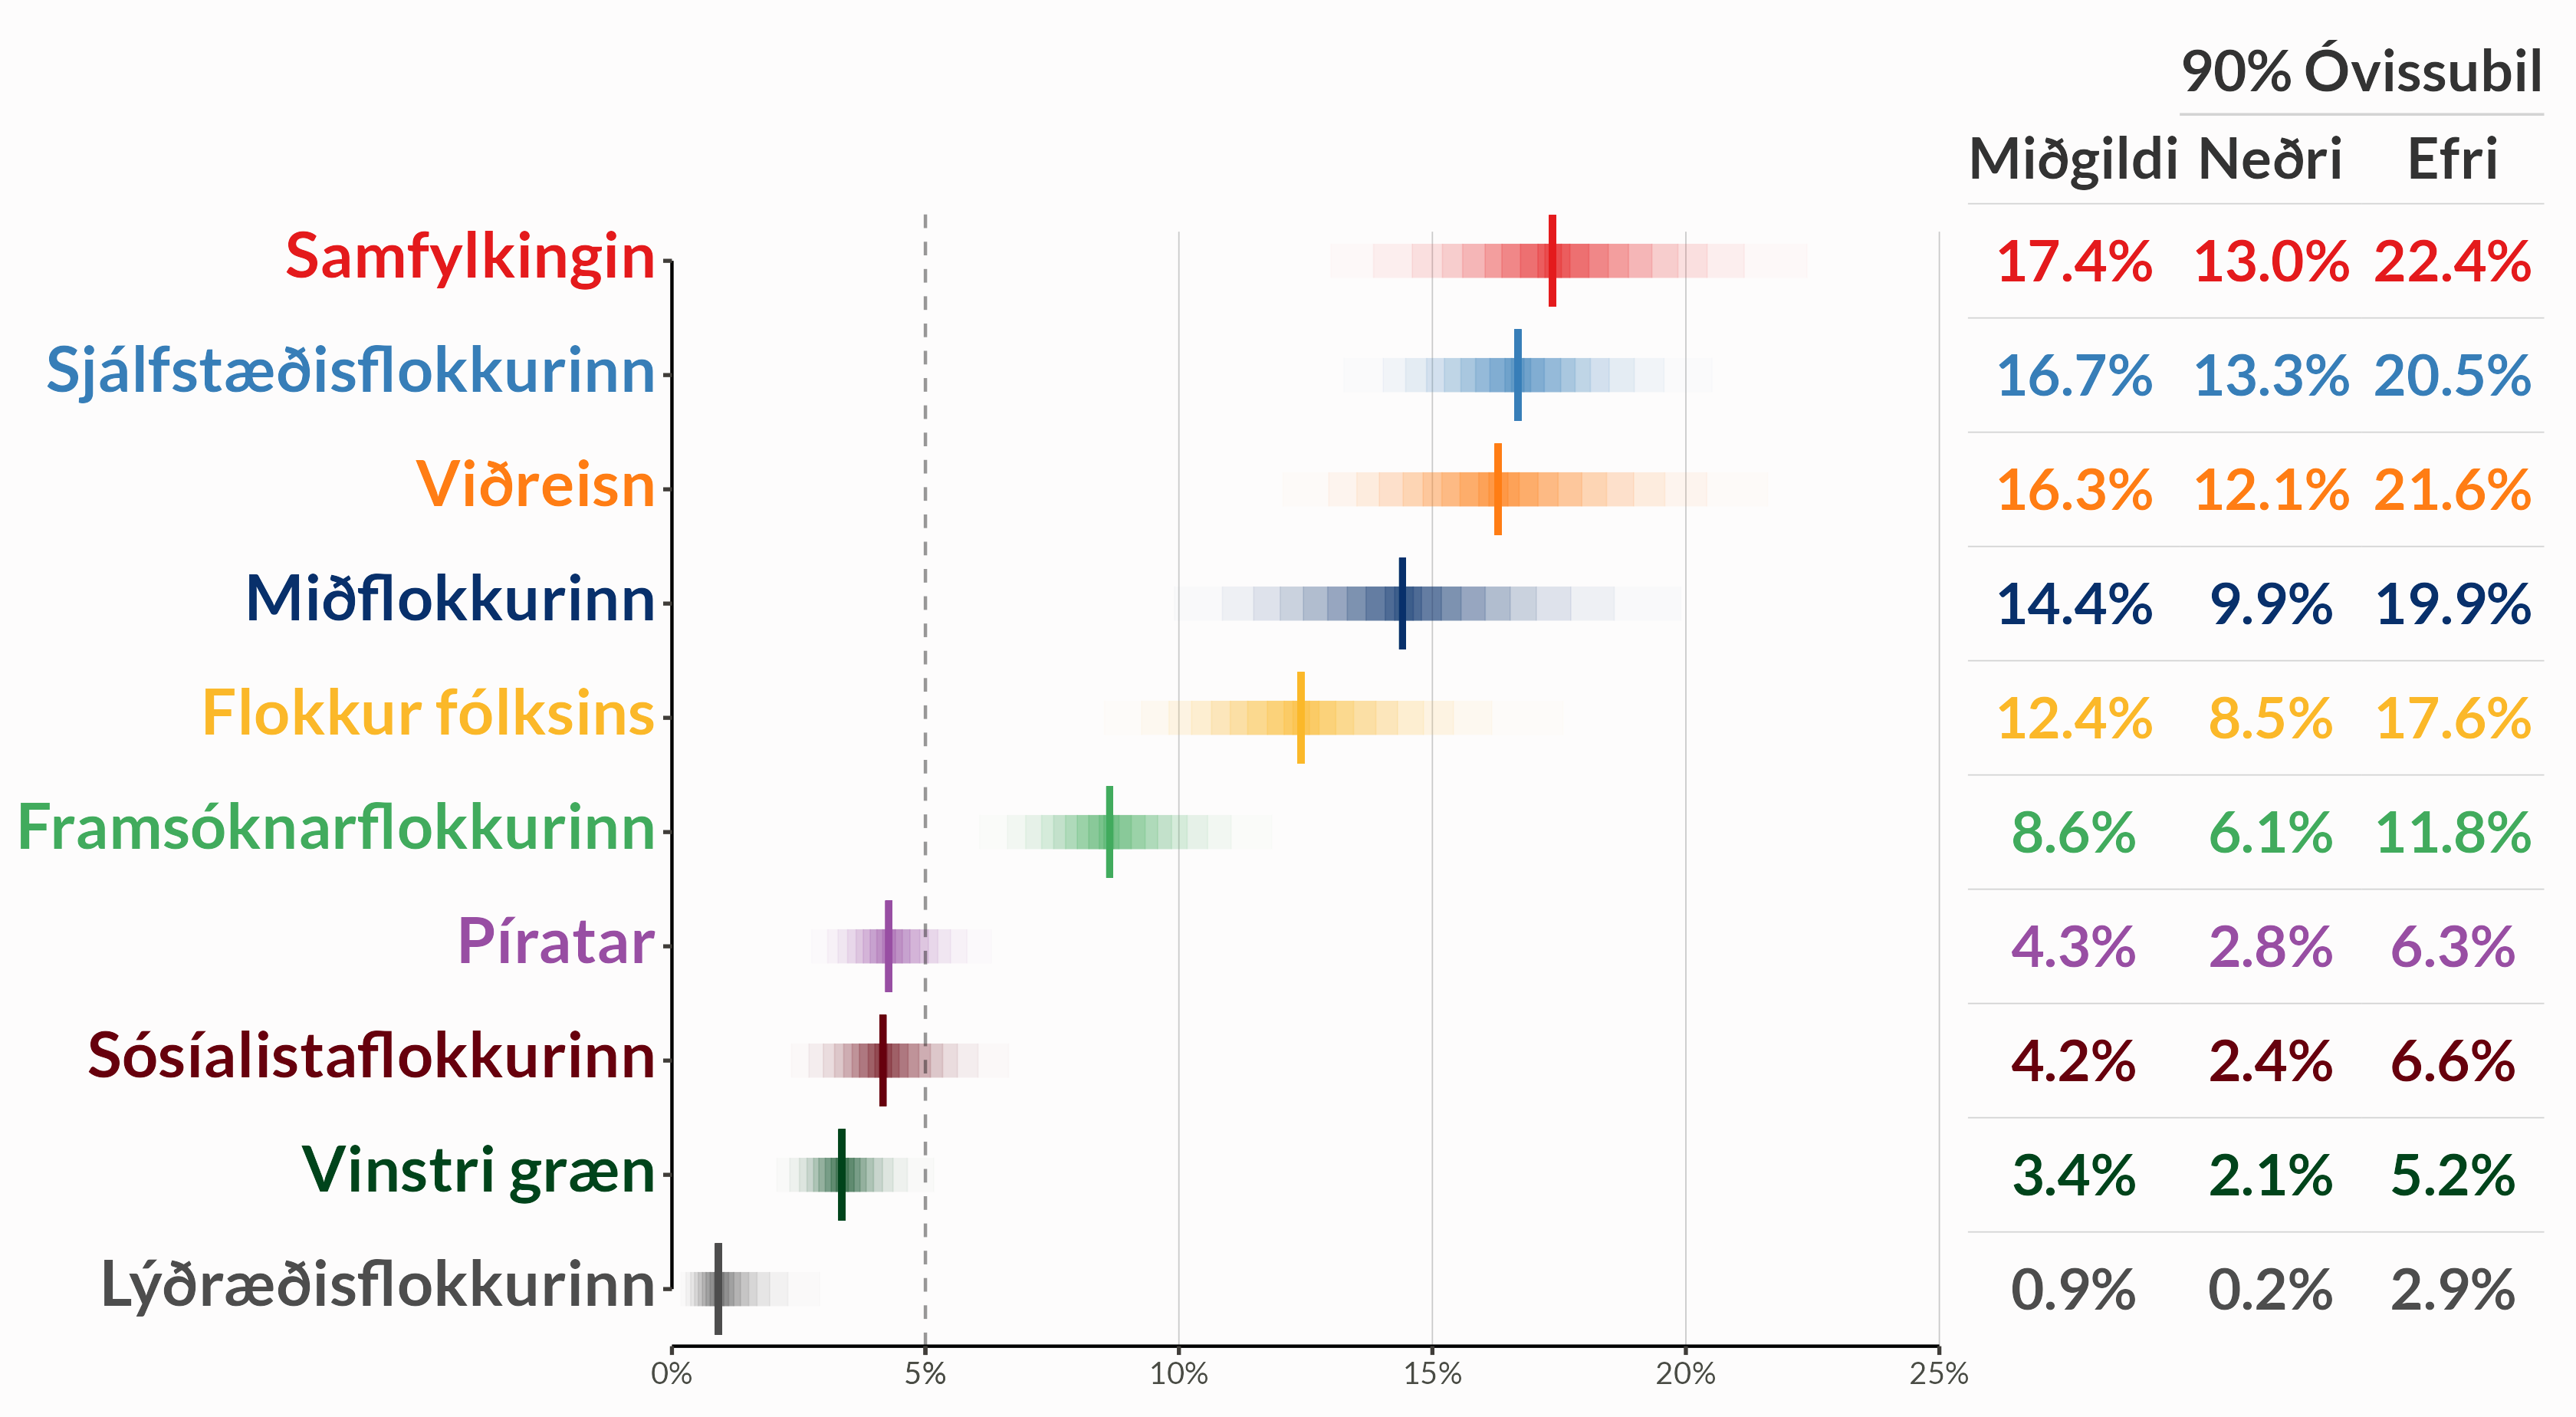 90% Óvissubil
Miðgildi Neðri Efri
Samfylkingin 17.4% 13.0% 22.4%
Sjálfstæðisflokkurinn 16.7% 13.3% 20.5%
Viðreisn 16.3% 12.1% 21.6%
Miðflokkurinn 14.4% 9.9% 19.9%
Flokkur fólksins 12.4% 8.5% 17.6%
Framsóknarflokkurinn 8.6% 6.1% 11.8%
Píratar 4.3% 2.8% 6.3%
Sósíalistaflokkurinn 4.2% 2.4% 6.6%
Vinstri græn 3.4% 2.1% 5.2%
Lýðræðisflokkurinn 0.9% 0.2% 2.9%
0% 5% 10% 15% 20% 25%